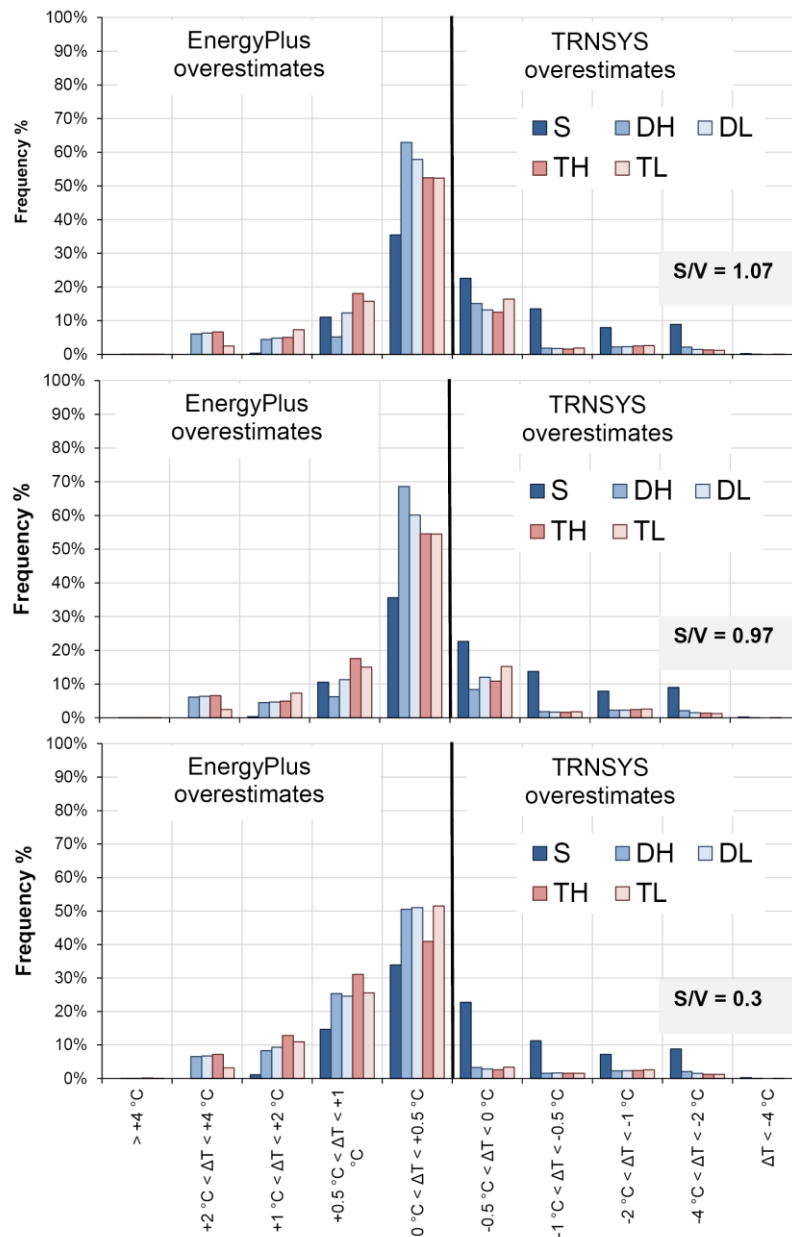 EnergyPlus
overestimates
TRNSYS
overestimates
100%
90%
80%
70%
60%
50%
40%
30%
20%
10%
0%
Frequency %
S DH DL
TH TL
S/V = 1.07
EnergyPlus
overestimates
TRNSYS
overestimates
100%
90%
80%
70%
60%
50%
40%
30%
20%
10%
0%
Frequency %
S DH DL
TH TL
S/V = 0.97
EnergyPlus
overestimates
TRNSYS
overestimates
100%
90%
80%
70%
60%
50%
40%
30%
20%
10%
0%
Frequency %
S DH DL
TH TL
S/V = 0.3
> +4 °C
+2 °C < ΔT < +4 °C
+1 °C < ΔT < +2 °C
+0.5 °C < ΔT < +1
°C
0 °C < ΔT < +0.5 °C
-0.5 °C < ΔT < 0 °C
-1 °C < ΔT < -0.5 °C
-2 °C < ΔT < -1 °C
-4 °C < ΔT < -2 °C
ΔT < -4 °C